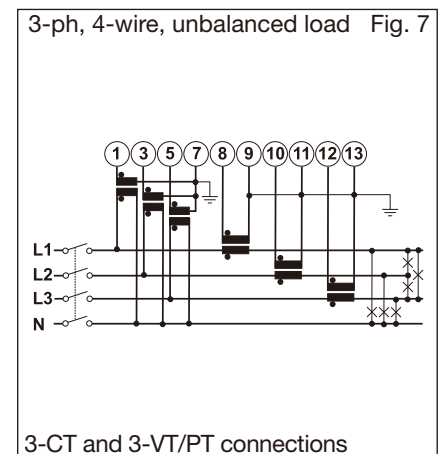 3-ph, 4-wire, unbalanced load Fig. 7
1 3 5 7 8 9 10 11 12 13
L1
L2
L3
N
3-CT and 3-VT/PT connections